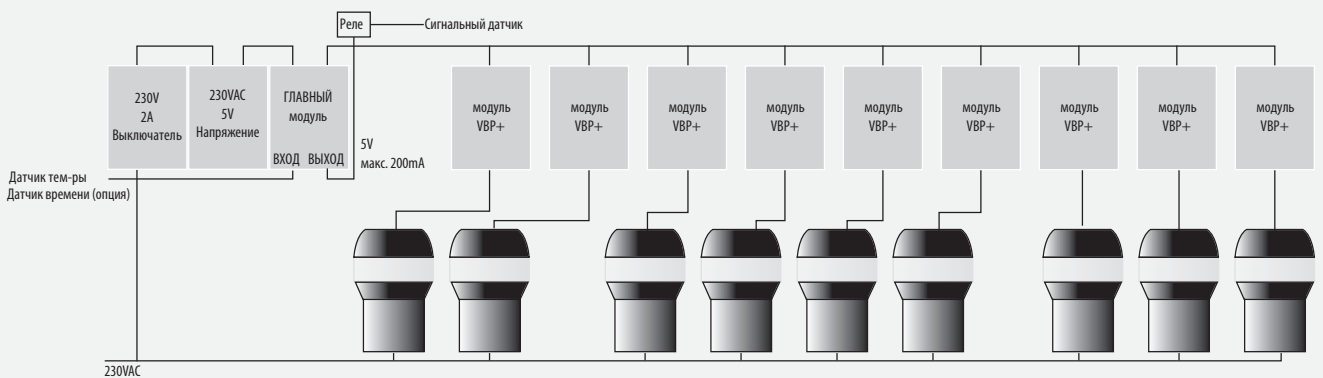 Реле
Сигнальный датчик
230V
2A
Выключатель
230VAC
5V
Напряжение
ГЛАВНЫЙ
модуль
ВХОД ВЫХОД
5V
макс. 200mA
модуль
VBP+
модуль
VBP+
модуль
VBP+
модуль
VBP+
модуль
VBP+
модуль
VBP+
модуль
VBP+
модуль
VBP+
модуль
VBP+
Датчик тем-ры
Датчик времени (опция)
230VAC